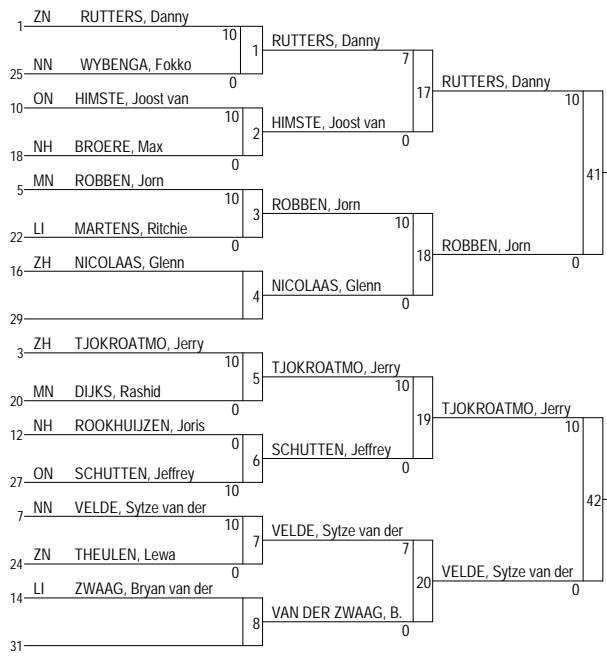 1 ZN RUTTERS, Danny
10
1
RUTTERS, Danny
7
25 NN WYBENGA, Fokko
0
17
RUTTERS, Danny
10
10 ON HIMSTE, Joost van
10
2
HIMSTE, Joost van
0
18 NH BROERE, Max
0
41
5 MN ROBBEN, Jorn
10
3
ROBBEN, Jorn
10
22 LI MARTENS, Ritchie
0
18
ROBBEN, Jorn
0
16 ZH NICOLAAS, Glenn
4
NICOLAAS, Glenn
0
29
3 ZH TJOKROATMO, Jerry
10
5
TJOKROATMO, Jerry
10
20 MN DIJKS, Rashid
0
19
TJOKROATMO, Jerry
10
12 NH ROOKHUIJZEN, Joris
0
6
SCHUTTEN, Jeffrey
0
27 ON SCHUTTEN, Jeffrey
10
42
7 NN VELDE, Sytze van der
10
7
VELDE, Sytze van der
7
24 ZN THEULEN, Lewa
0
20
VELDE, Sytze van der
0
14 LI ZWAAG, Bryan van der
8
VAN DER ZWAAG, B.
0
31